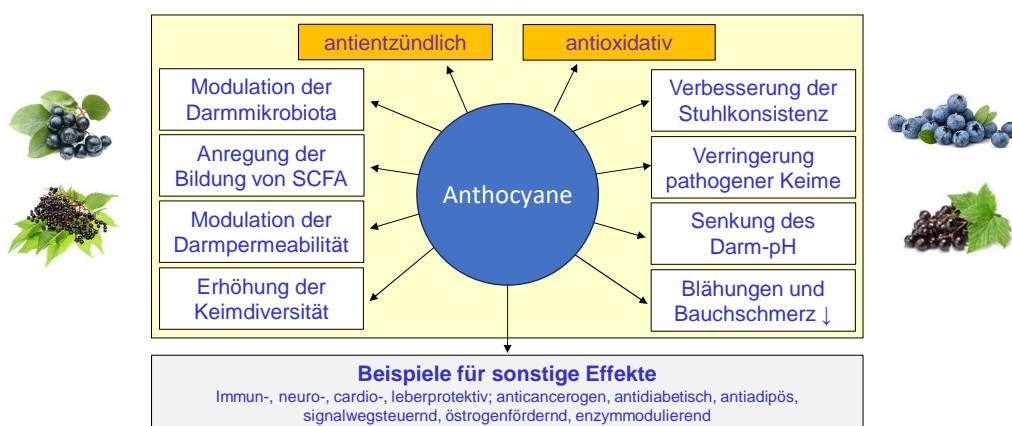 antientzündlich
antioxidativ
Modulation der
Darmmikrobiota
Anregung der
Bildung von SCFA
Modulation der
Darmpermeabilität
Erhöhung der
Keimdiversität
Anthocyane
Verbesserung der
Stuhlkonsistenz
Verringerung
pathogener Keime
Senkung des
Darm-pH
Blähungen und
Bauchschmerz ↓
Beispiele für sonstige Effekte
Immun-, neuro-, cardio-, leberprotektiv; anticancerogen, antidiabetisch, antiadipös,
signalwegsteuernd, östrogenfördernd, enzymmodulierend